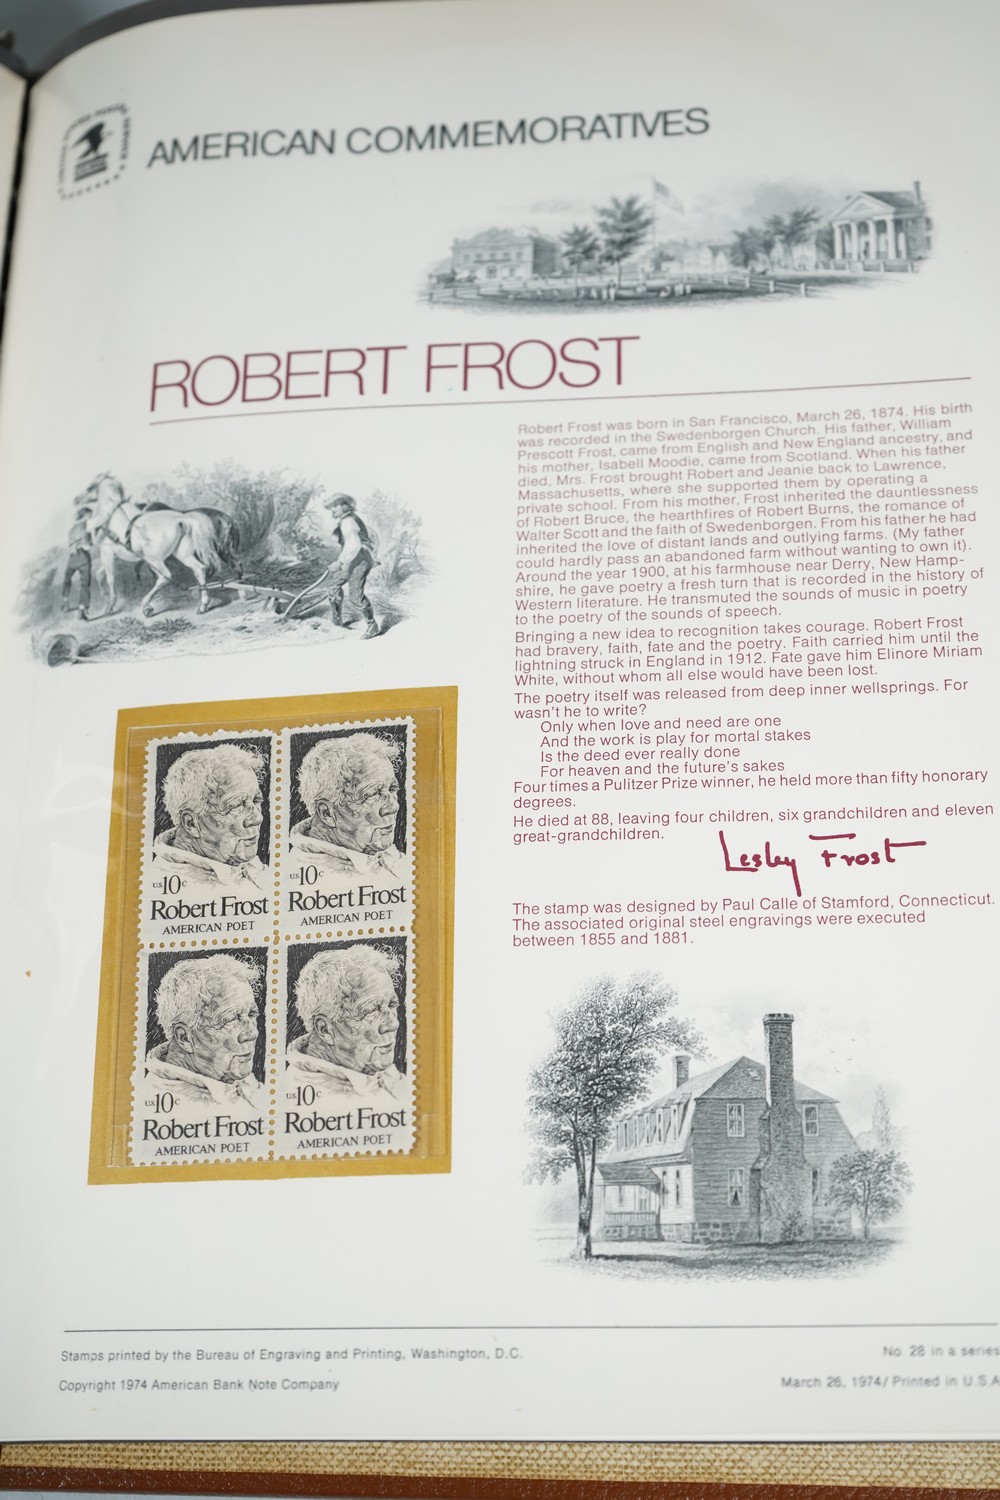 AMERICAN COMMEMORATIVES
ROBERT FROST
Robert Frost was born in San Francisco, March 26, 1874. His birth
was recorded in the Swedenborgen Church. His father, William
Prescott Frost, came from English and New England ancestry, and
his mother, Isabell Moodie, came from Scotland. When his father
died, Mrs. Frost brought Robert and Jeanie back to Lawrence,
Massachusetts, where she supported them by operating a
private school. From his mother, Frost inherited the dauntlessness
of Robert Bruce, the hearthfires of Robert Burns, the romance of
Walter Scott and the faith of Swedenborgen. From his father he had
inherited the love of distant lands and outlying farms. (My father
could hardly pass an abandoned farm without wanting to own it).
Around the year 1900, at his farmhouse near Derry, New Hamp-
shire, he gave poetry a fresh turn that is recorded in the history of
Western literature. He transmuted the sounds of music in poetry
to the poetry of the sounds of speech.
Bringing a new idea to recognition takes courage. Robert Frost
had bravery, faith, fate and the poetry. Faith carried him until the
lightning struck in England in 1912. Fate gave him Elinore Miriam
White, without whom all else would have been lost.
The poetry itself was released from deep inner wellsprings. For
wasn't he to write?
Only when love and need are one
And the work is play for mortal stakes
Is the deed ever really done
For heaven and the future's sakes
Four times a Pulitzer Prize winner, he held more than fifty honorary
degrees.
He died at 88, leaving four children, six grandchildren and eleven
great-grandchildren.
Lesley Frost
The stamp was designed by Paul Calle of Stamford, Connecticut.
The associated original steel engravings were executed
between 1855 and 1881.
U.S. 10c
Robert Frost
AMERICAN POET
U.S. 10c
Robert Frost
AMERICAN POET
U.S. 10c
Robert Frost
AMERICAN POET
U.S. 10c
Robert Frost
AMERICAN POET
Stamps printed by the Bureau of Engraving and Printing, Washington, D.C.
Copyright 1974 American Bank Note Company
No. 28 in a series
March 26, 1974/ Printed in U.S.A